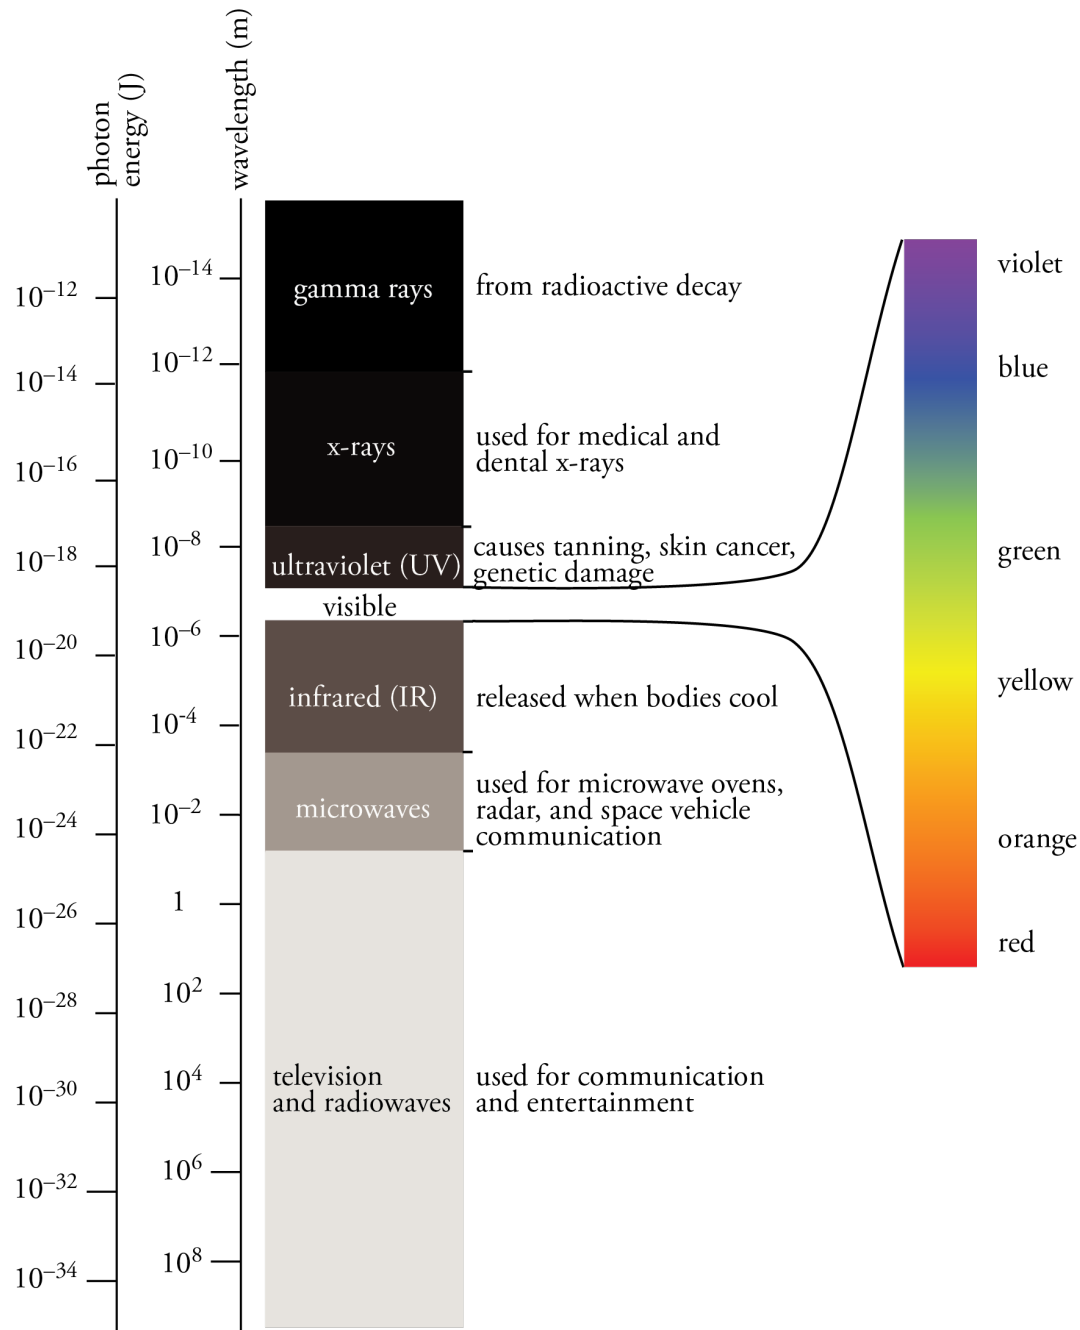 photon
energy (J)
wavelength (m)
10⁻¹²
10⁻¹⁴
10⁻¹⁶
10⁻¹⁸
10⁻²⁰
10⁻²²
10⁻²⁴
10⁻²⁶
10⁻²⁸
10⁻³⁰
10⁻³²
10⁻³⁴
10⁻¹⁴
10⁻¹²
10⁻¹⁰
10⁻⁸
10⁻⁶
10⁻⁴
10⁻²
1
10²
10⁴
10⁶
10⁸
gamma rays
from radioactive decay
x-rays
used for medical and
dental x-rays
ultraviolet (UV)
causes tanning, skin cancer,
genetic damage
visible
infrared (IR)
released when bodies cool
microwaves
used for microwave ovens,
radar, and space vehicle
communication
television
and radiowaves
used for communication
and entertainment
violet
blue
green
yellow
orange
red